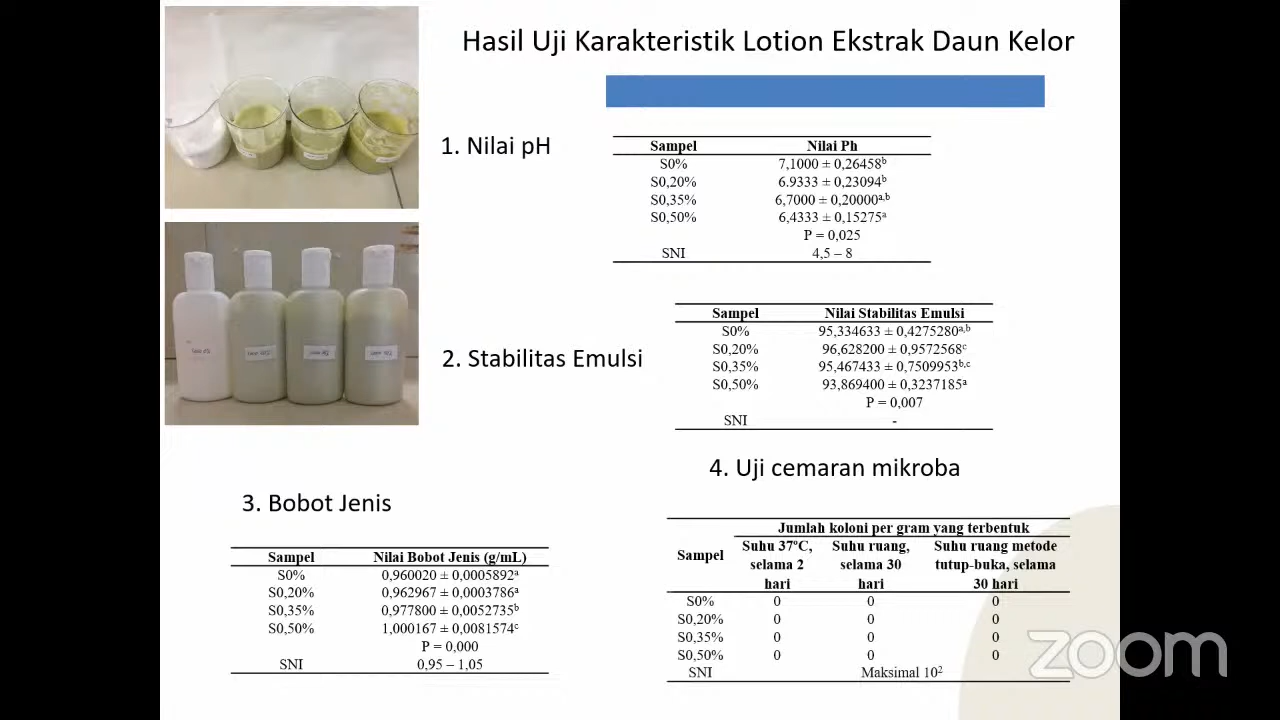 Hasil Uji Karakteristik Lotion Ekstrak Daun Kelor
1. Nilai pH
Sampel Nilai Ph
S0% 7,1000 ± 0,26458ᵇ
S0,20% 6.9333 ± 0,23094ᵇ
S0,35% 6,7000 ± 0,20000ᵃ,ᵇ
S0,50% 6,4333 ± 0,15275ᵃ
P = 0,025
SNI 4,5 – 8
2. Stabilitas Emulsi
Sampel Nilai Stabilitas Emulsi
S0% 95,334633 ± 0,4275280ᵃ,ᵇ
S0,20% 96,628200 ± 0,9572568ᶜ
S0,35% 95,467433 ± 0,7509953ᵇ,ᶜ
S0,50% 93,869400 ± 0,3237185ᵃ
P = 0,007
SNI -
3. Bobot Jenis
Sampel Nilai Bobot Jenis (g/mL)
S0% 0,960020 ± 0,0005892ᵃ
S0,20% 0,962967 ± 0,0003786ᵃ
S0,35% 0,977800 ± 0,0052735ᵇ
S0,50% 1,000167 ± 0,0081574ᶜ
P = 0,000
SNI 0,95 – 1,05
4. Uji cemaran mikroba
Jumlah koloni per gram yang terbentuk
Sampel
Suhu 37ºC, selama 2 hari
Suhu ruang, selama 30 hari
Suhu ruang metode tutup-buka, selama 30 hari
S0% 0 0 0
S0,20% 0 0 0
S0,35% 0 0 0
S0,50% 0 0 0
SNI Maksimal 10²
zoom